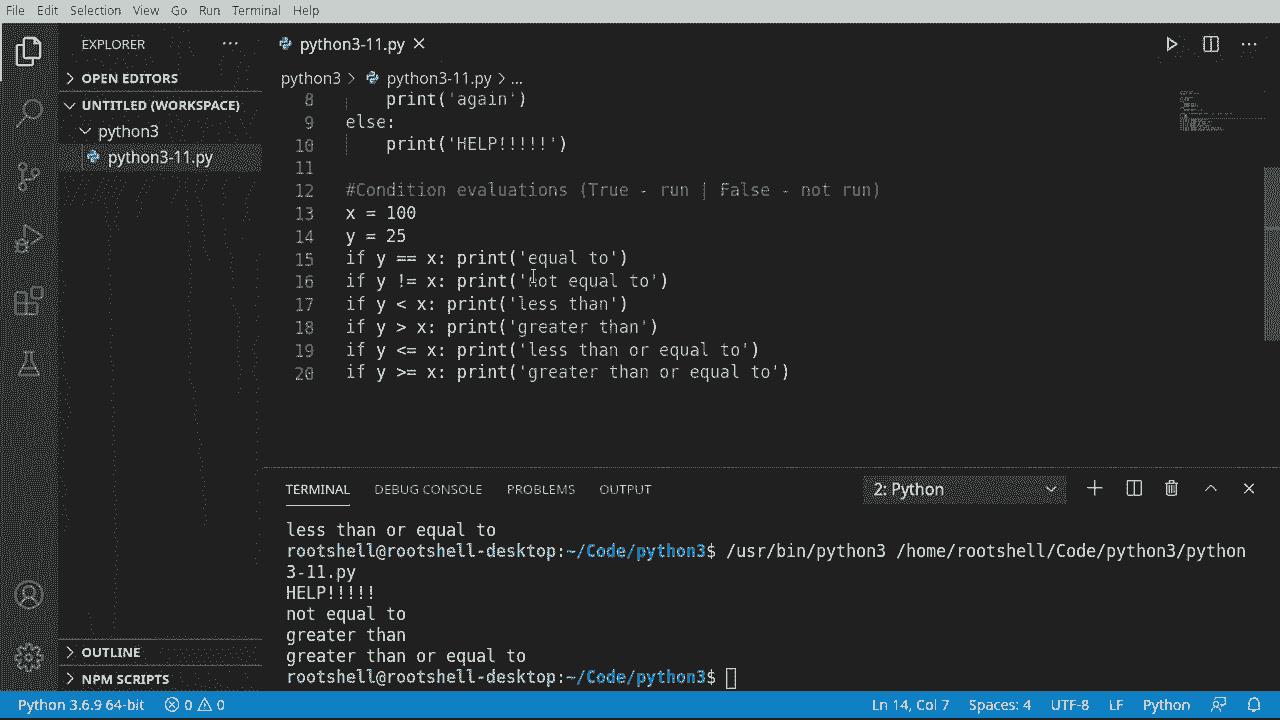 File Edit Selection View Go Run Terminal Help
EXPLORER
OPEN EDITORS
UNTITLED (WORKSPACE)
python3
python3-11.py
python3-11.py
python3 > python3-11.py > ...
8 print('again')
9 else:
10 print('HELP!!!!!')
11
12 #Condition evaluations (True - run | False - not run)
13 x = 100
14 y = 25
15 if y == x: print('equal to')
16 if y != x: print('not equal to')
17 if y < x: print('less than')
18 if y > x: print('greater than')
19 if y <= x: print('less than or equal to')
20 if y >= x: print('greater than or equal to')
TERMINAL DEBUG CONSOLE PROBLEMS OUTPUT 2: Python
less than or equal to
rootshell@rootshell-desktop:~/Code/python3$ /usr/bin/python3 /home/rootshell/Code/python3/python
3-11.py
HELP!!!!!
not equal to
greater than
greater than or equal to
rootshell@rootshell-desktop:~/Code/python3$
OUTLINE
NPM SCRIPTS
Python 3.6.9 64-bit 0 0 Ln 14, Col 7 Spaces: 4 UTF-8 LF Python